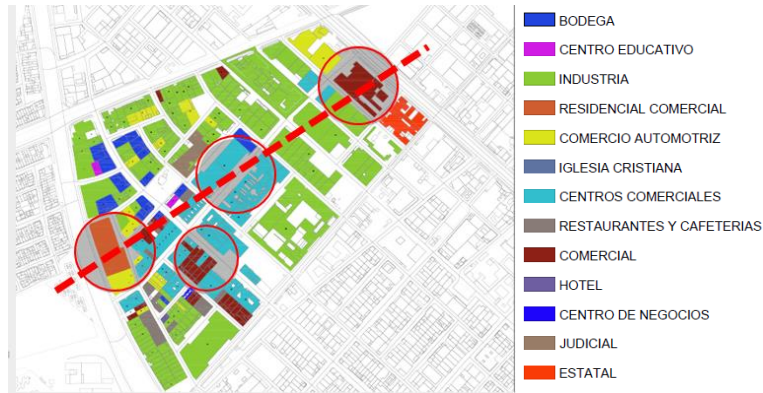 BODEGA
CENTRO EDUCATIVO
INDUSTRIA
RESIDENCIAL COMERCIAL
COMERCIO AUTOMOTRIZ
IGLESIA CRISTIANA
CENTROS COMERCIALES
RESTAURANTES Y CAFETERIAS
COMERCIAL
HOTEL
CENTRO DE NEGOCIOS
JUDICIAL
ESTATAL